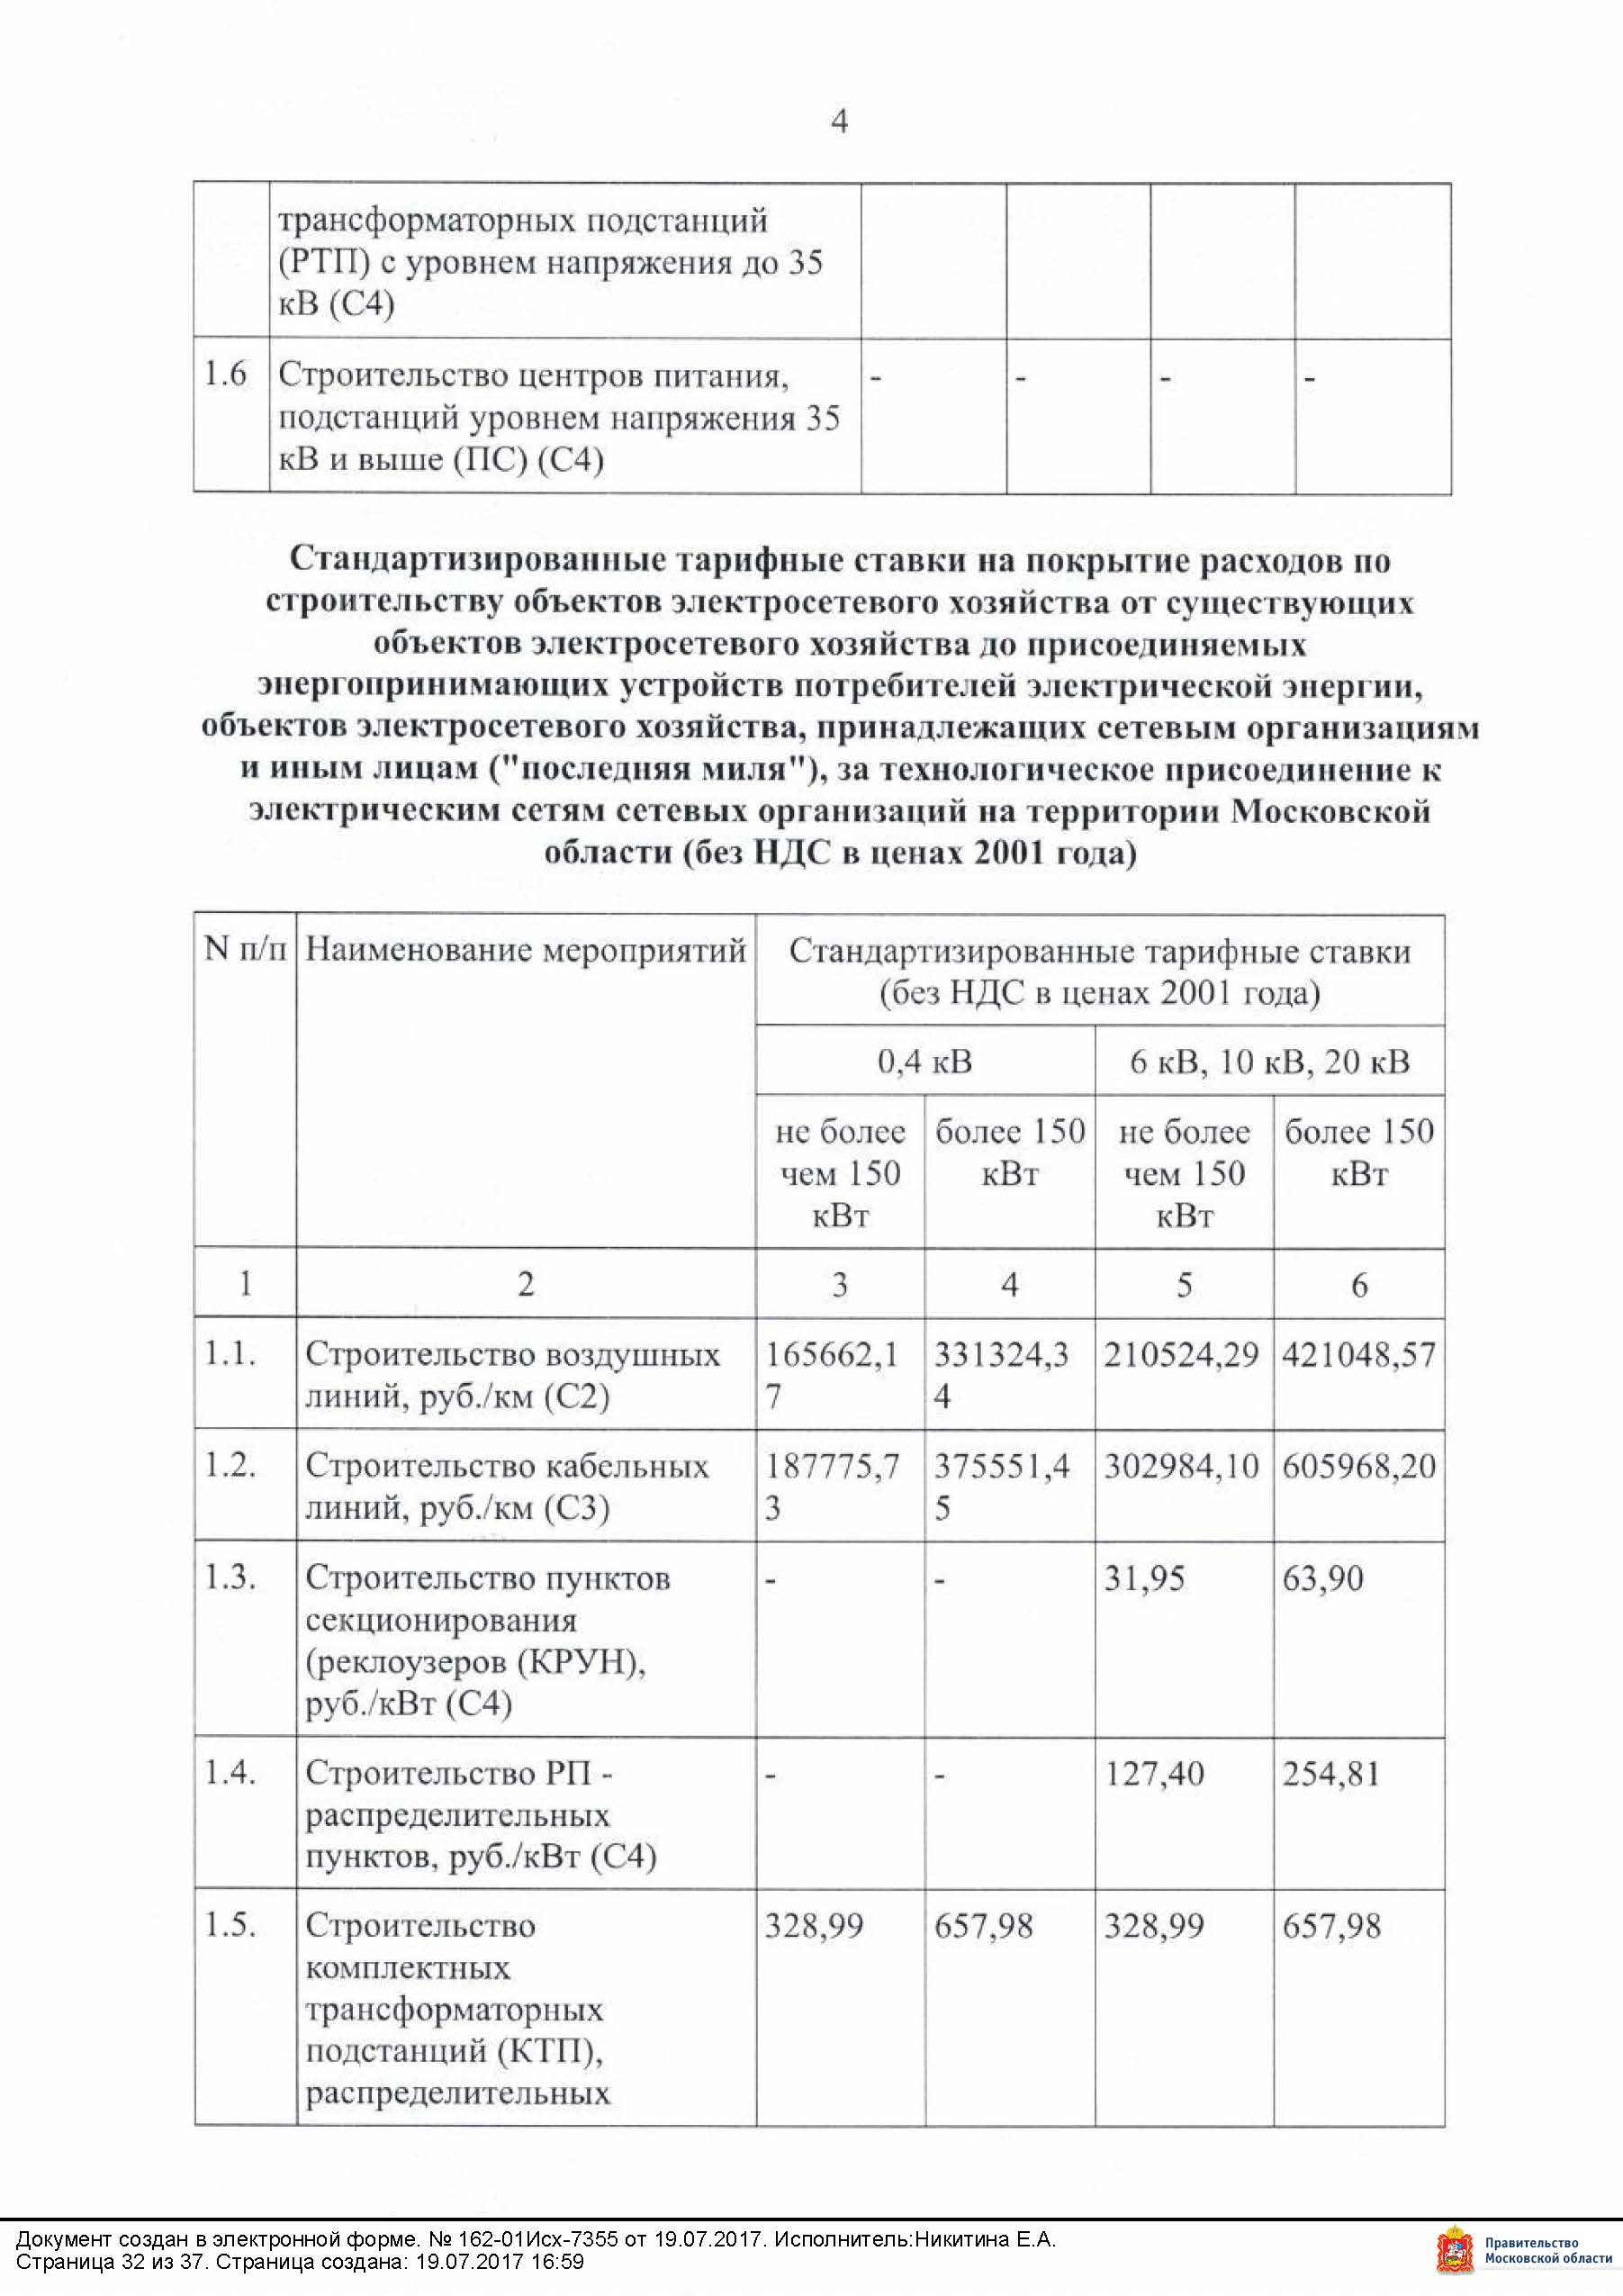 4
трансформаторных подстанций
(РТП) с уровнем напряжения до 35
кВ (С4)
1.6 Строительство центров питания, - - - -
подстанций уровнем напряжения 35
кВ и выше (ПС) (С4)
Стандартизированные тарифные ставки на покрытие расходов по
строительству объектов электросетевого хозяйства от существующих
объектов электросетевого хозяйства до присоединяемых
энергопринимающих устройств потребителей электрической энергии,
объектов электросетевого хозяйства, принадлежащих сетевым организациям
и иным лицам ("последняя миля"), за технологическое присоединение к
электрическим сетям сетевых организаций на территории Московской
области (без НДС в ценах 2001 года)
N п/п Наименование мероприятий Стандартизированные тарифные ставки
(без НДС в ценах 2001 года)
0,4 кВ 6 кВ, 10 кВ, 20 кВ
не более более 150 не более более 150
чем 150 кВт чем 150 кВт
кВт кВт
1 2 3 4 5 6
1.1. Строительство воздушных 165662,1 331324,3 210524,29 421048,57
линий, руб./км (С2) 7 4
1.2. Строительство кабельных 187775,7 375551,4 302984,10 605968,20
линий, руб./км (С3) 3 5
1.3. Строительство пунктов - - 31,95 63,90
секционирования
(реклоузеров (КРУН),
руб./кВт (С4)
1.4. Строительство РП - - - 127,40 254,81
распределительных
пунктов, руб./кВт (С4)
1.5. Строительство 328,99 657,98 328,99 657,98
комплектных
трансформаторных
подстанций (КТП),
распределительных
Документ создан в электронной форме. № 162-01Исх-7355 от 19.07.2017. Исполнитель:Никитина Е.А.
Страница 32 из 37. Страница создана: 19.07.2017 16:59
Правительство
Московской области